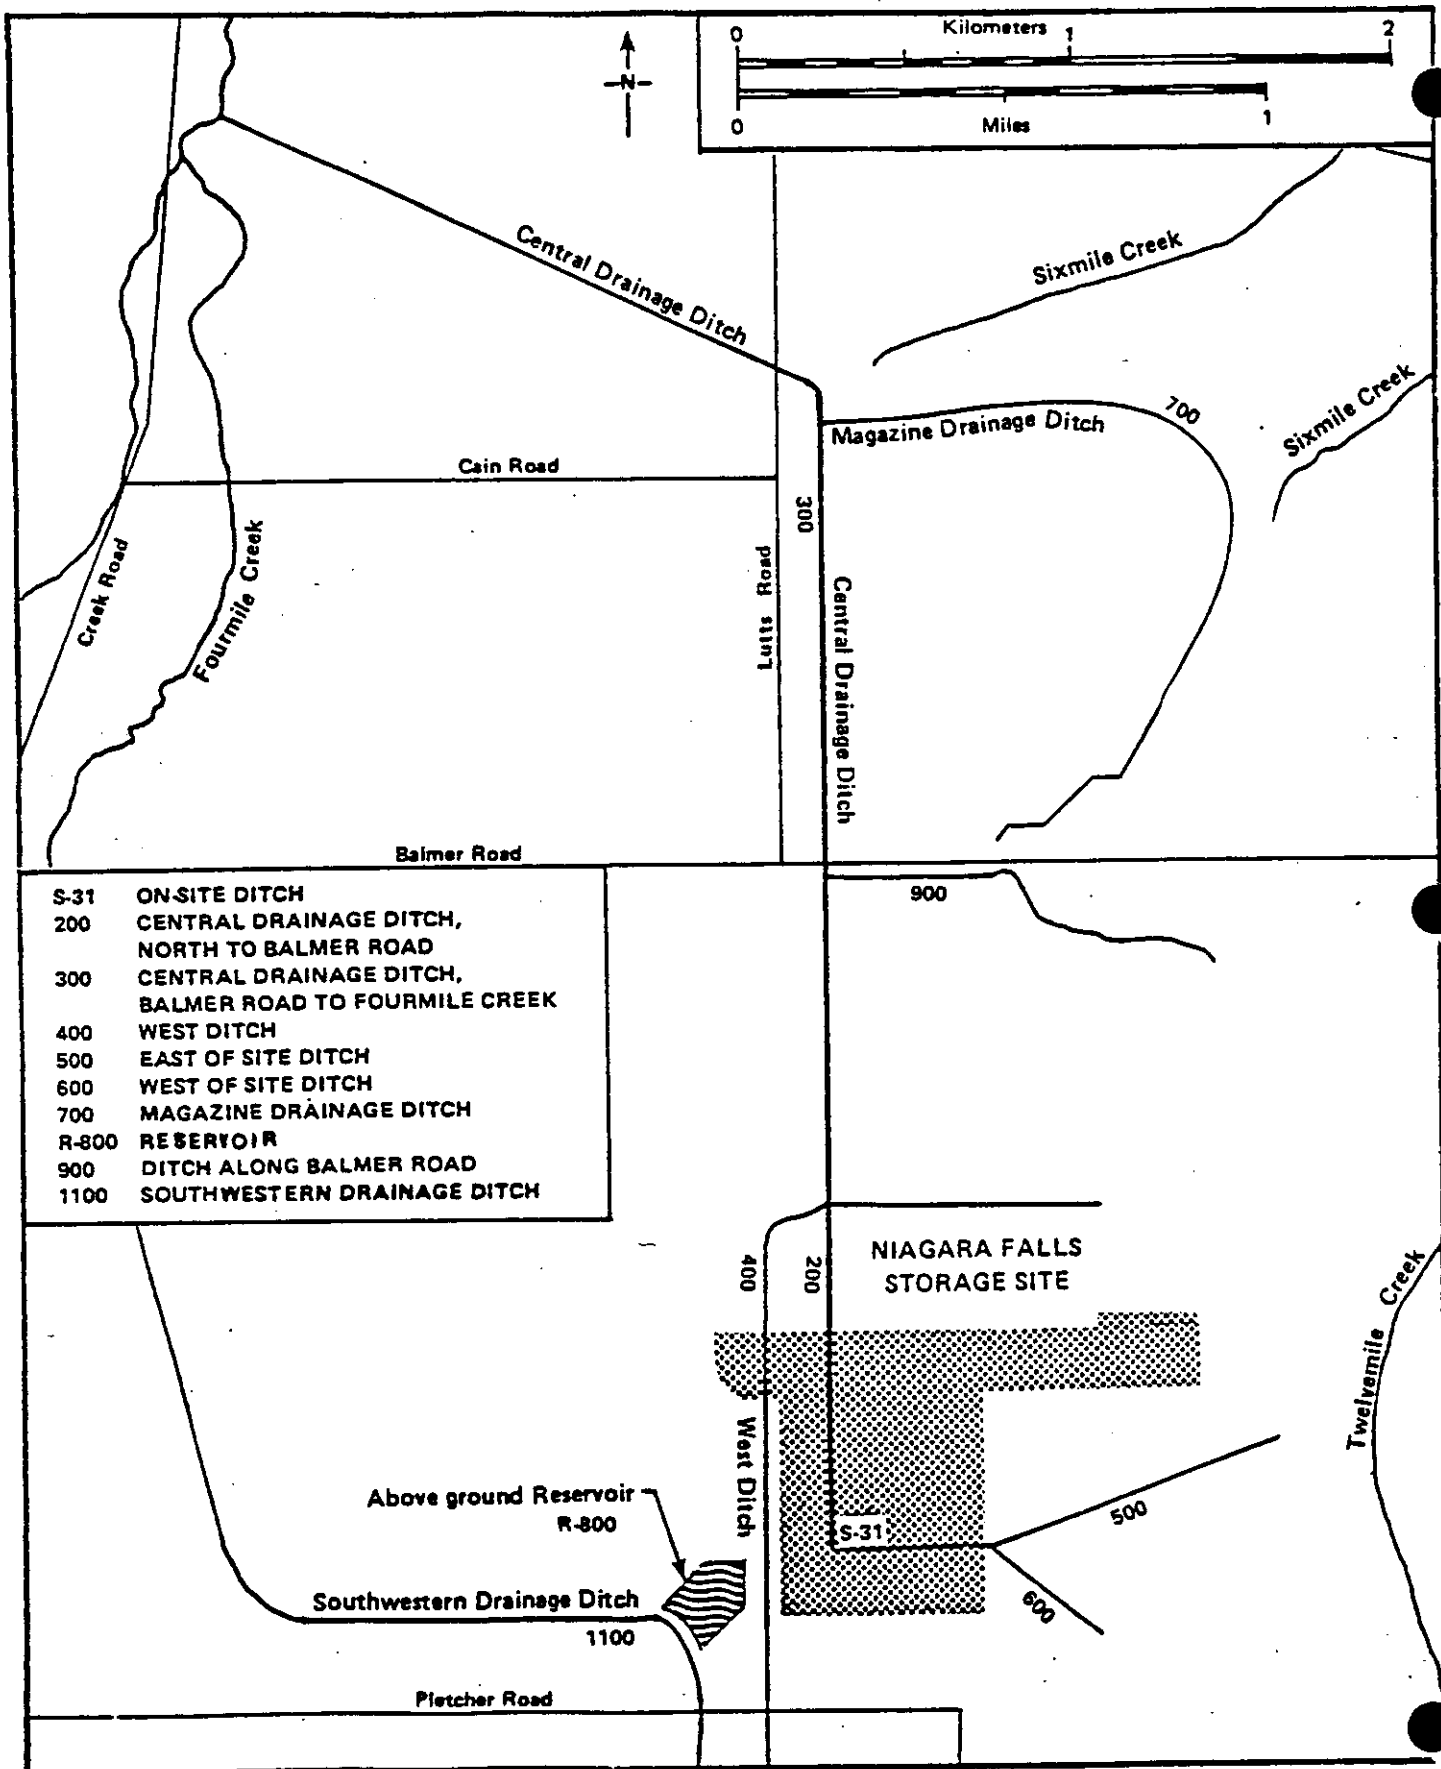 Kilometers
0 1 2
N
0 Miles 1
Central Drainage Ditch
Sixmile Creek
Sixmile Creek
700
Magazine Drainage Ditch
Cain Road
300
Creek Road
Fourmile Creek
Lutts Road
Central Drainage Ditch
Balmer Road
900
S-31 ON-SITE DITCH
200 CENTRAL DRAINAGE DITCH,
NORTH TO BALMER ROAD
300 CENTRAL DRAINAGE DITCH,
BALMER ROAD TO FOURMILE CREEK
400 WEST DITCH
500 EAST OF SITE DITCH
600 WEST OF SITE DITCH
700 MAGAZINE DRAINAGE DITCH
R-800 RESERVOIR
900 DITCH ALONG BALMER ROAD
1100 SOUTHWESTERN DRAINAGE DITCH
NIAGARA FALLS
STORAGE SITE
400
200
Twelvemile Creek
West Ditch
Above ground Reservoir
R-800
S-31
500
600
Southwestern Drainage Ditch
1100
Pletcher Road